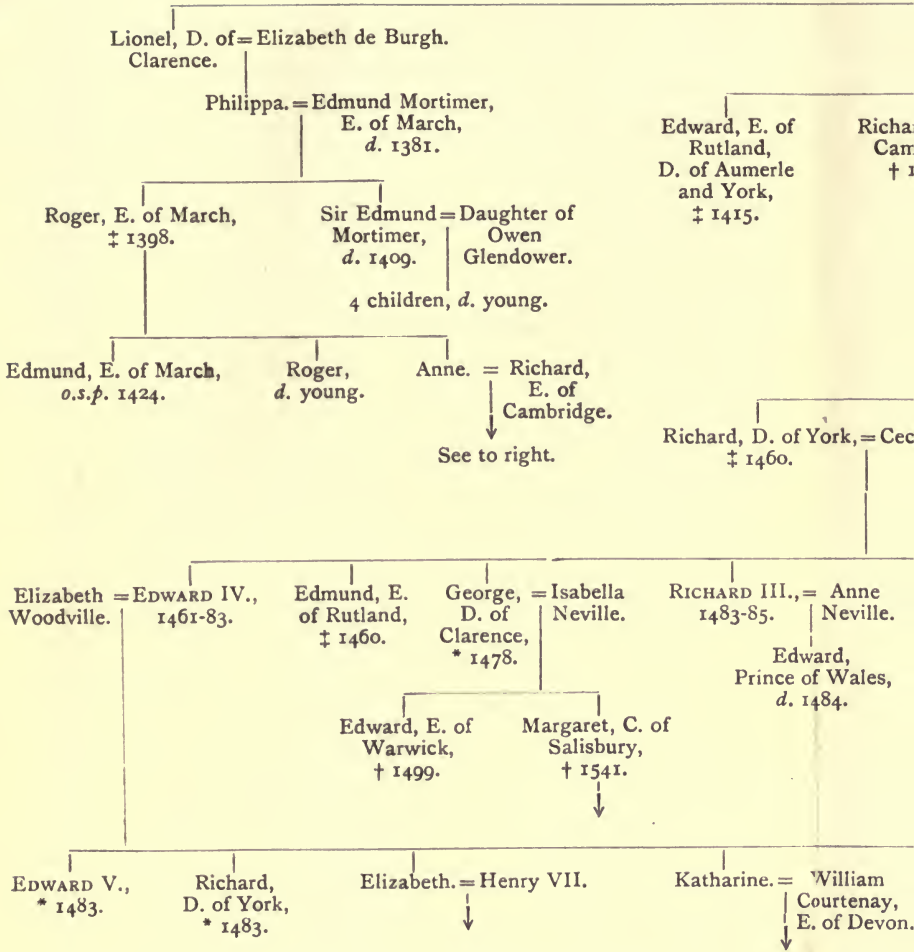 Lionel, D. of = Elizabeth de Burgh.
Clarence.
Philippa. = Edmund Mortimer,
E. of March,
d. 1381.
Edward, E. of
Rutland,
D. of Aumerle
and York,
‡ 1415.
Roger, E. of March,
‡ 1398.
Sir Edmund = Daughter of
Mortimer, Owen
d. 1409. Glendower.
4 children, d. young.
Edmund, E. of March,
o.s.p. 1424.
Roger,
d. young.
Anne. = Richard,
E. of
Cambridge.
See to right.
Richard, D. of York, =
‡ 1460.
Elizabeth = EDWARD IV.,
Woodville. 1461-83.
Edmund, E.
of Rutland,
‡ 1460.
George, = Isabella
D. of Neville.
Clarence,
* 1478.
RICHARD III., = Anne
1483-85. Neville.
Edward,
Prince of Wales,
d. 1484.
Edward, E. of
Warwick,
† 1499.
Margaret, C. of
Salisbury,
† 1541.
EDWARD V.,
* 1483.
Richard,
D. of York,
* 1483.
Elizabeth. = Henry VII.
Katharine. = William
Courtenay,
E. of Devon.